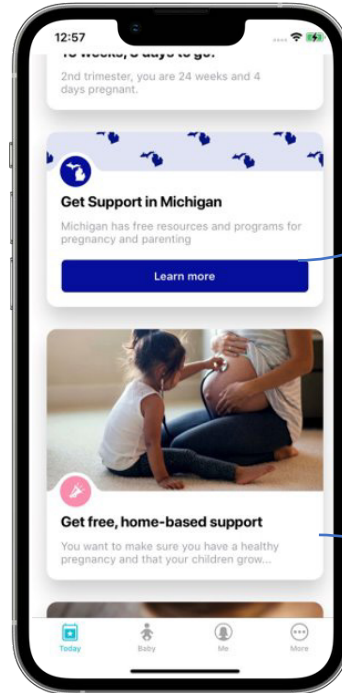 12:57
2nd trimester, you are 24 weeks and 4
days pregnant.
Get Support in Michigan
Michigan has free resources and programs for
pregnancy and parenting
Learn more
Get free, home-based support
You want to make sure you have a healthy
pregnancy and that your children grow...
Today
Baby
Me
More